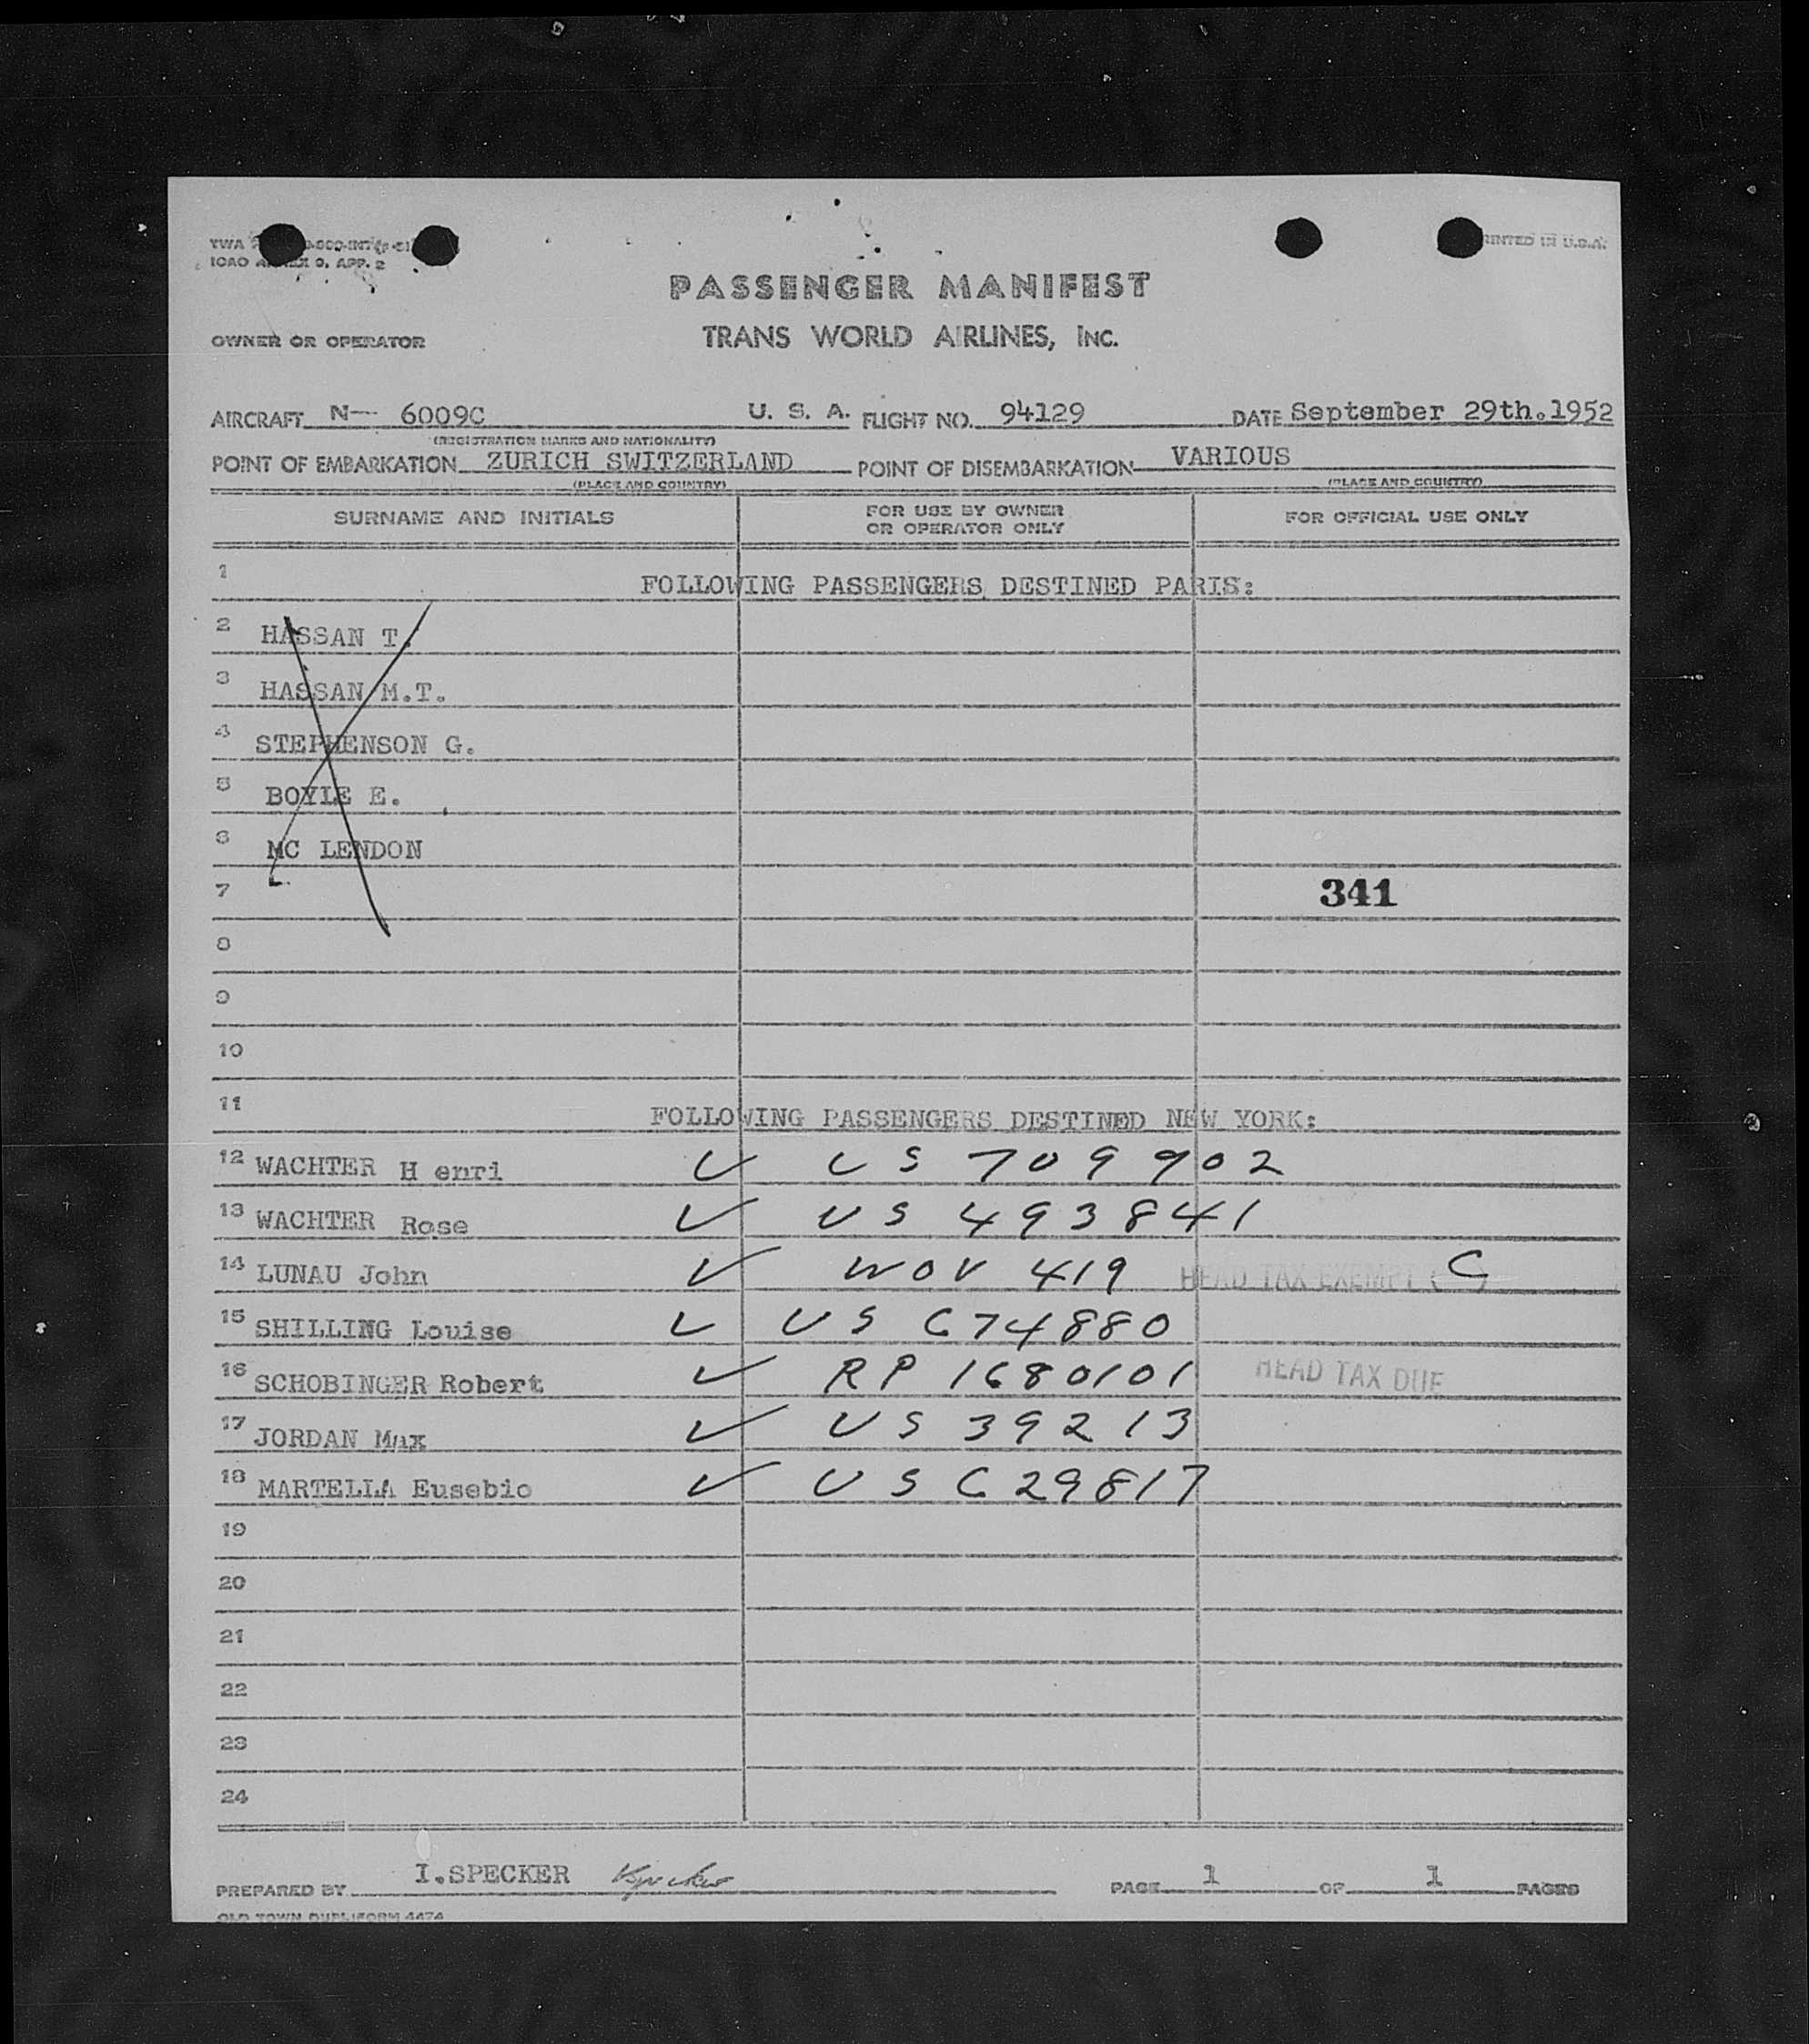 TWA
ICAO ANNEX 9, APP. 2
PRINTED IN U.S.A.
PASSENGER MANIFEST
OWNER OR OPERATOR TRANS WORLD AIRLINES, INC.
AIRCRAFT N- 6009C U. S. A. FLIGHT NO. 94129 DATE September 29th.1952
(REGISTRATION MARKS AND NATIONALITY)
POINT OF EMBARKATION ZURICH SWITZERLAND POINT OF DISEMBARKATION VARIOUS
(PLACE AND COUNTRY) (PLACE AND COUNTRY)
SURNAME AND INITIALS FOR USE BY OWNER OR OPERATOR ONLY FOR OFFICIAL USE ONLY
1 FOLLOWING PASSENGERS DESTINED PARIS:
2 HASSAN T.
3 HASSAN M.T.
4 STEPHENSON G.
5 BOYLE E.
6 MC LENDON
7 341
8
9
10
11 FOLLOWING PASSENGERS DESTINED NEW YORK:
12 WACHTER H enri ✓ US 709902
13 WACHTER Rose ✓ US 493841
14 LUNAU John ✓ WOV 419 HEAD TAX EXEMPT (C)
15 SHILLING Louise ✓ US 674880
16 SCHOBINGER Robert ✓ RP 1680101 HEAD TAX DUE
17 JORDAN Max ✓ US 39213
18 MARTELLA Eusebio ✓ US 629817
19
20
21
22
23
24
PREPARED BY I.SPECKER Specker PAGE 1 OF 1 PAGES
OLD TOWN DUPLIFORM 4474